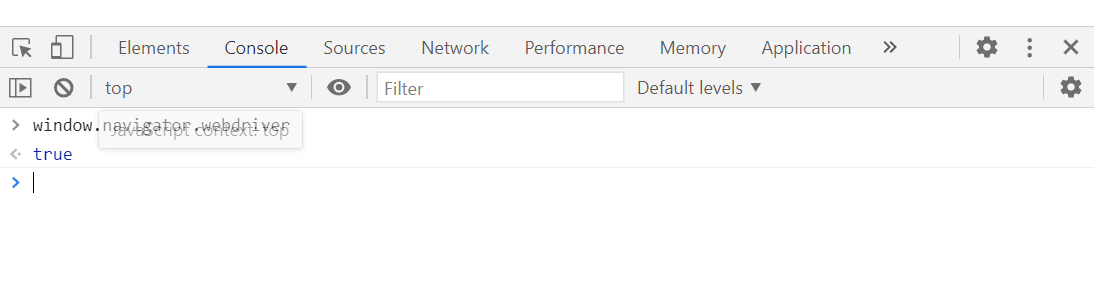 Elements Console Sources Network Performance Memory Application »
top ▼ Filter Default levels ▼
> window.navigator.webdriver
JavaScript context: top
true
>